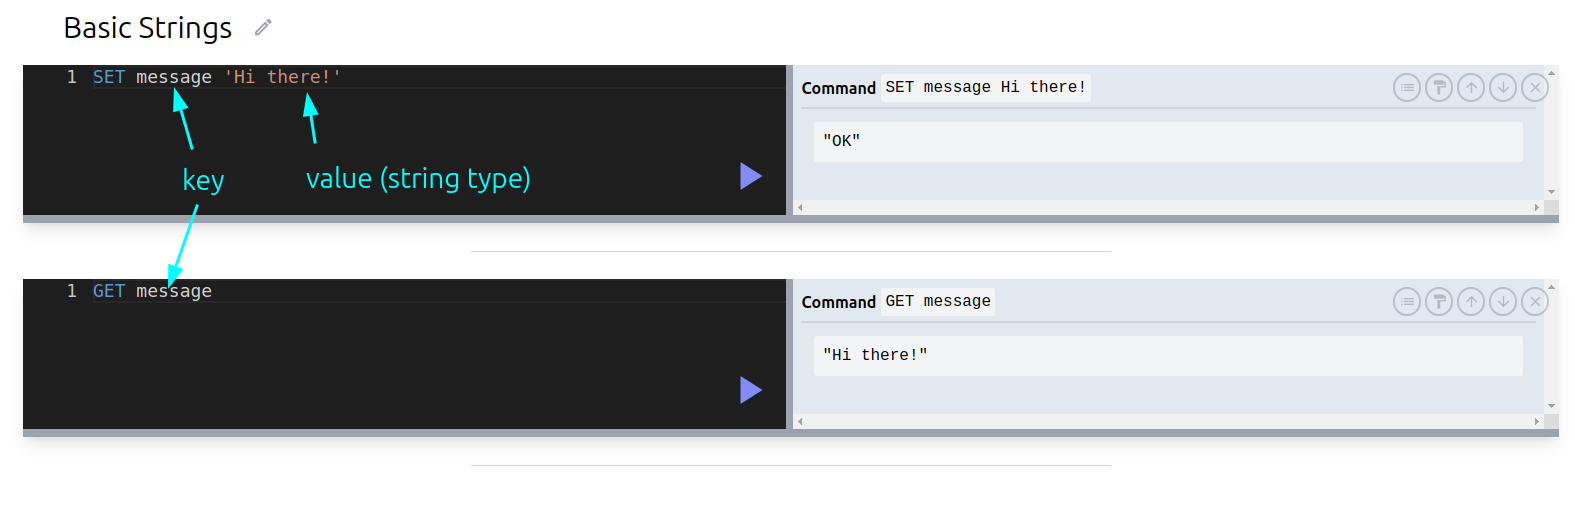 Basic Strings
1 SET message 'Hi there!'
key
value (string type)
Command SET message Hi there!
"OK"
1 GET message
Command GET message
"Hi there!"